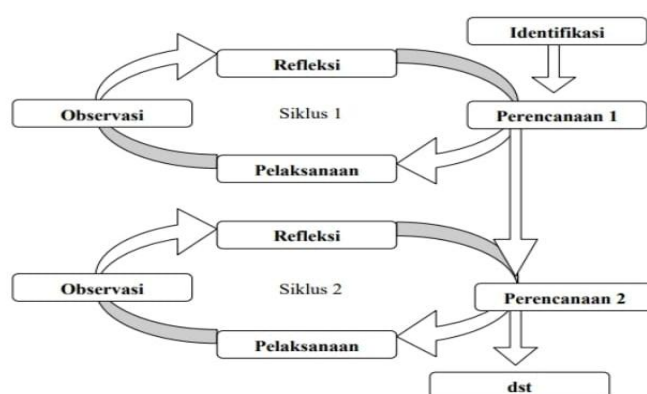 Identifikasi
Refleksi
Observasi
Siklus 1
Perencanaan 1
Pelaksanaan
Refleksi
Observasi
Siklus 2
Perencanaan 2
Pelaksanaan
dst